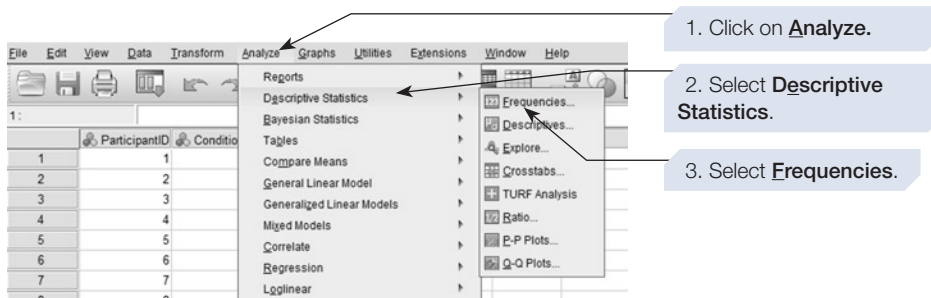 1. Click on Analyze.
File Edit View Data Transform Analyze Graphs Utilities Extensions Window Help
Reports
2. Select Descriptive
Statistics.
Descriptive Statistics
Frequencies...
1:
Bayesian Statistics
Descriptives...
ParticipantID Conditio
Tables
Explore...
1 1
Compare Means
Crosstabs...
3. Select Frequencies.
2 2
General Linear Model
TURF Analysis
3 3
Generalized Linear Models
Ratio...
4 4
Mixed Models
P-P Plots...
5 5
Correlate
Q-Q Plots...
6 6
Regression
7 7
Loglinear